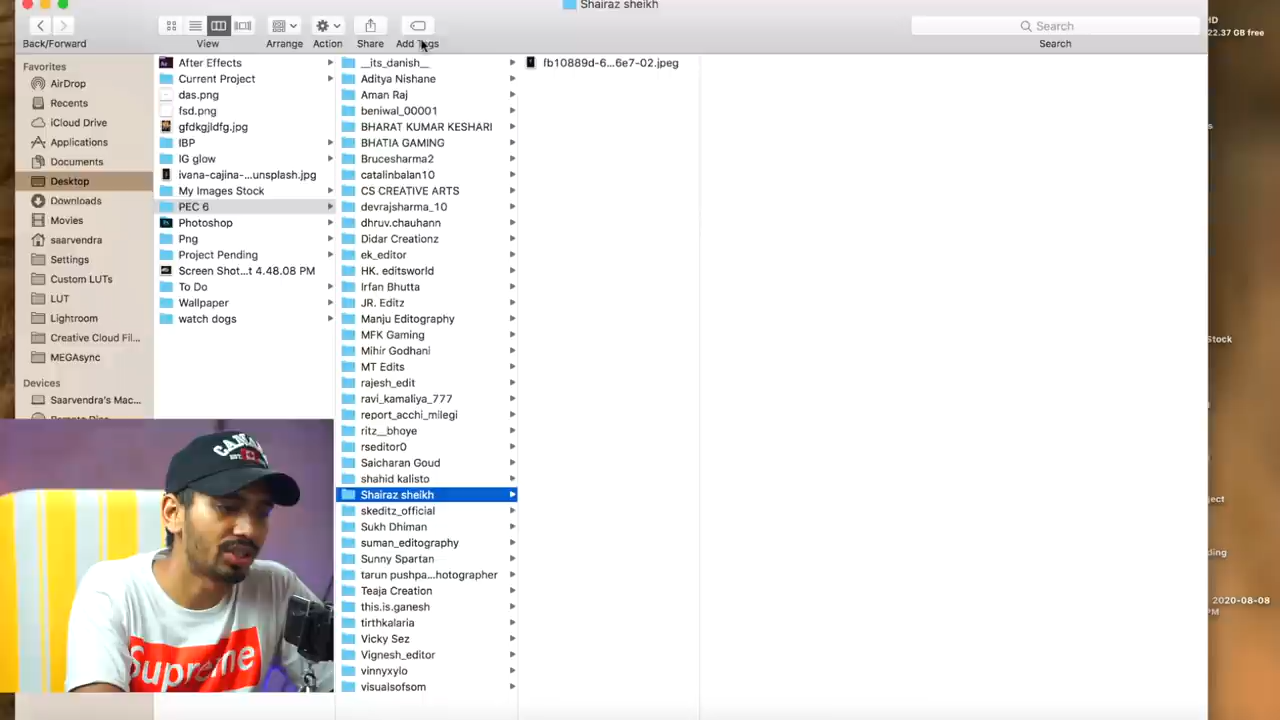 Shairaz sheikh
Back/Forward
View
Arrange
Action
Share
Add Tags
Search
Search
Favorites
AirDrop
Recents
iCloud Drive
Applications
Documents
Desktop
Downloads
Movies
saarvendra
Settings
Custom LUTs
LUT
Lightroom
Creative Cloud Fil...
MEGAsync
Devices
Saarvendra's Mac...
After Effects
Current Project
das.png
fsd.png
gfdkgjldfg.jpg
IBP
IG glow
ivana-cajina-...unsplash.jpg
My Images Stock
PEC 6
Photoshop
Png
Project Pending
Screen Shot...t 4.48.08 PM
To Do
Wallpaper
watch dogs
__its_danish__
Aditya Nishane
Aman Raj
beniwal_00001
BHARAT KUMAR KESHARI
BHATIA GAMING
Brucesharma2
catalinbalan10
CS CREATIVE ARTS
devrajsharma_10
dhruv.chauhann
Didar Creationz
ek_editor
HK. editsworld
Irfan Bhutta
JR. Editz
Manju Editography
MFK Gaming
Mihir Godhani
MT Edits
rajesh_edit
ravi_kamaliya_777
report_acchi_milegi
ritz__bhoye
rseditor0
Saicharan Goud
shahid kalisto
Shairaz sheikh
skeditz_official
Sukh Dhiman
suman_editography
Sunny Spartan
tarun pushpa...hotographer
Teaja Creation
this.is.ganesh
tirthkalaria
Vicky Sez
Vignesh_editor
vinnyxylo
visualsofsom
fb10889d-6...6e7-02.jpeg
HD
22.37 GB free
Stock
ject
ding
2020-08-08
PM
Supreme